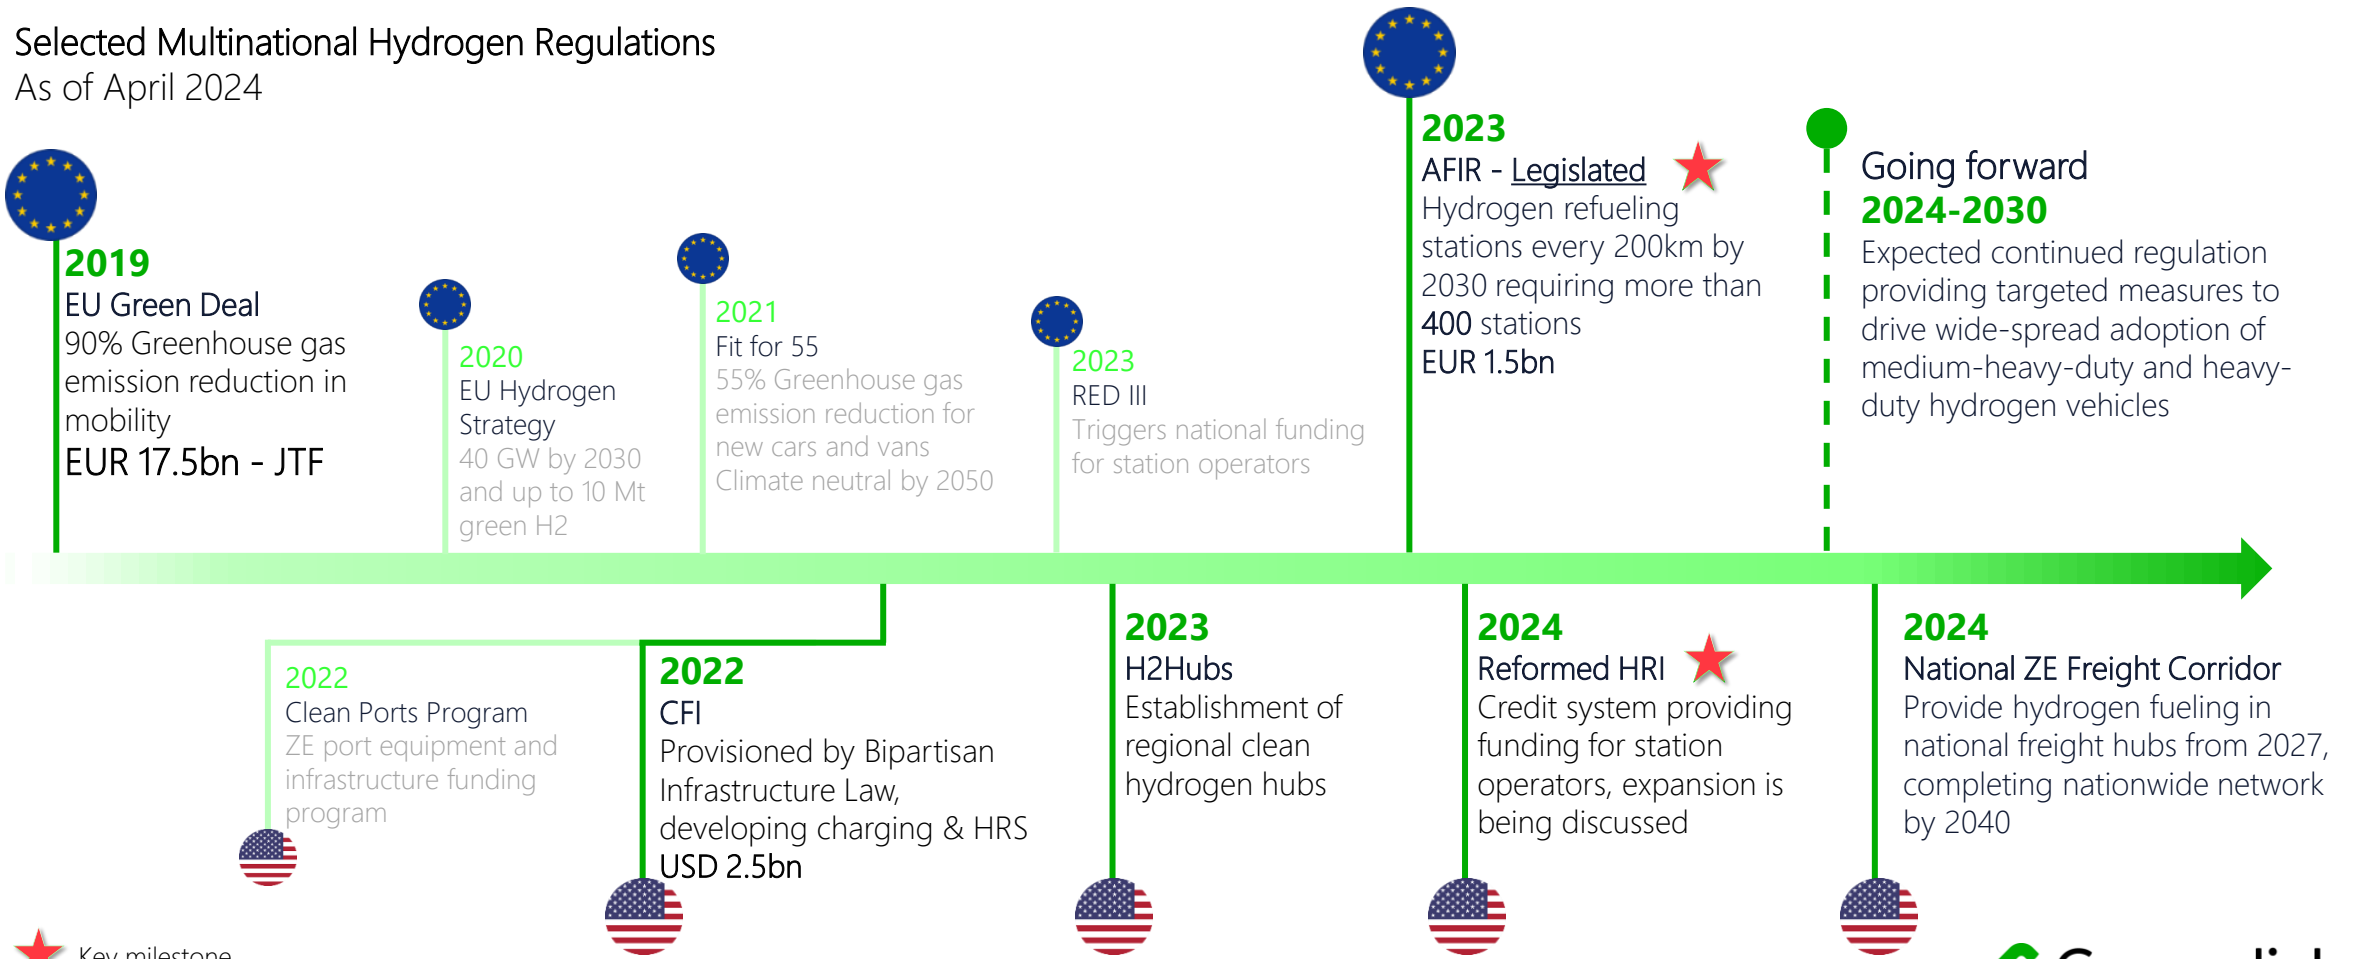 Selected Multinational Hydrogen Regulations
As of April 2024
2019
EU Green Deal
90% Greenhouse gas
emission reduction in
mobility
EUR 17.5bn - JTF
2020
EU Hydrogen
Strategy
40 GW by 2030
and up to 10 Mt
green H2
2021
Fit for 55
55% Greenhouse gas
emission reduction for
new cars and vans
Climate neutral by 2050
2023
RED III
Triggers national funding
for station operators
2023
AFIR - Legislated
Hydrogen refueling
stations every 200km by
2030 requiring more than
400 stations
EUR 1.5bn
Going forward
2024-2030
Expected continued regulation
providing targeted measures to
drive wide-spread adoption of
medium-heavy-duty and heavy-
duty hydrogen vehicles
2022
Clean Ports Program
ZE port equipment and
infrastructure funding
program
2022
CFI
Provisioned by Bipartisan
Infrastructure Law,
developing charging & HRS
USD 2.5bn
2023
H2Hubs
Establishment of
regional clean
hydrogen hubs
2024
Reformed HRI
Credit system providing
funding for station
operators, expansion is
being discussed
2024
National ZE Freight Corridor
Provide hydrogen fueling in
national freight hubs from 2027,
completing nationwide network
by 2040
Key milestone